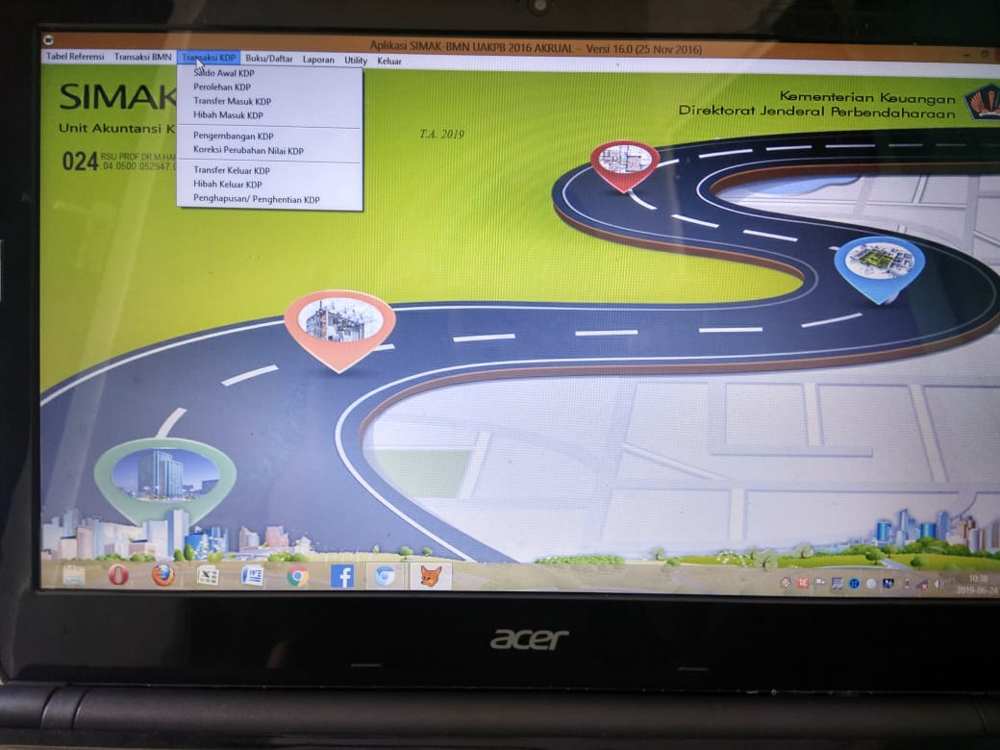 Aplikasi SIMAK-BMN UAKPB 2016 AKRUAL - Versi 16.0 (25 Nov 2016)
Tabel Referensi Transaksi BMN Transaksi KDP Buku/Daftar Laporan Utility Keluar
Saldo Awal KDP
Perolehan KDP
Transfer Masuk KDP
Hibah Masuk KDP
Pengembangan KDP
Koreksi Perubahan Nilai KDP
Transfer Keluar KDP
Hibah Keluar KDP
Penghapusan/ Penghentian KDP
SIMAK
Unit Akuntansi K
024 RSU PROF DR.M.HA
04.0500.052547.0
T.A. 2019
Kementerian Keuangan
Direktorat Jenderal Perbendaharaan
10:38
2019-06-24
acer